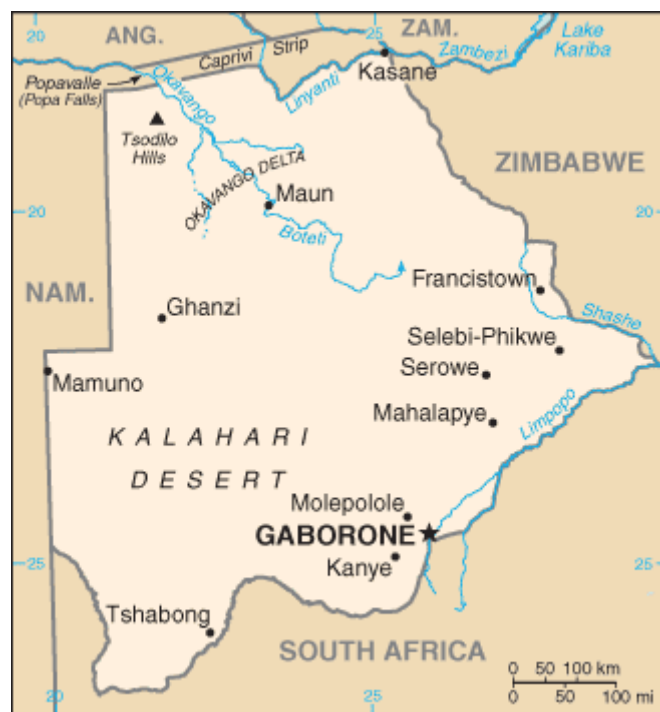 20
ANG.
25
ZAM.
Lake
Kariba
Zambezi
Caprivi Strip
Kasane
Popavalle
(Popa Falls)
Okavango
Linyanti
Tsodilo
Hills
ZIMBABWE
OKAVANGO DELTA
20
Maun
20
Boteti
Francistown
NAM.
Ghanzi
Shashe
Selebi-Phikwe
Serowe
Mamuno
Mahalapye
Limpopo
KALAHARI
DESERT
Molepolole
GABORONE
25
Kanye
25
Tshabong
SOUTH AFRICA
0 50 100 km
0 50 100 mi
20
25